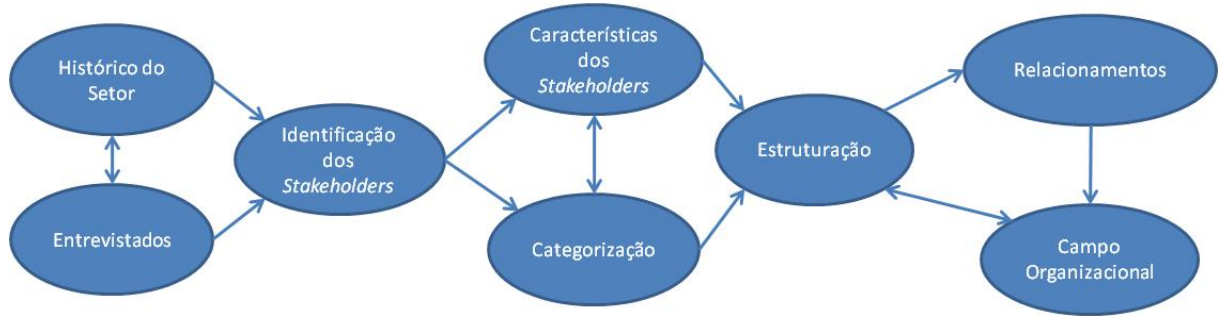 Histórico do
Setor
Entrevistados
Identificação
dos
Stakeholders
Características
dos
Stakeholders
Categorização
Estruturação
Relacionamentos
Campo
Organizacional